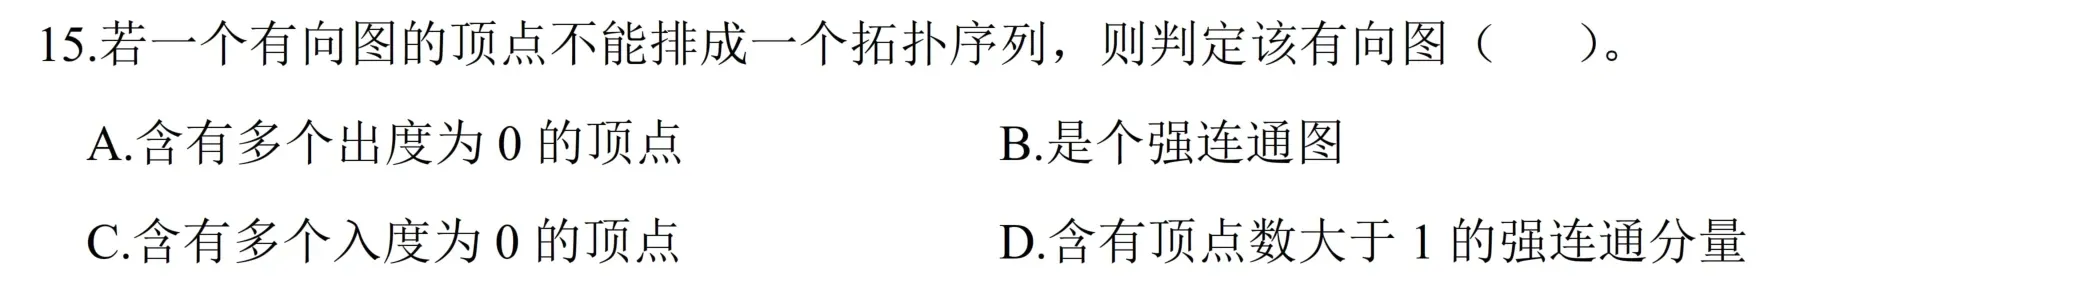 15.若一个有向图的顶点不能排成一个拓扑序列，则判定该有向图（ ）。
A.含有多个出度为 0 的顶点 B.是个强连通图
C.含有多个入度为 0 的顶点 D.含有顶点数大于 1 的强连通分量